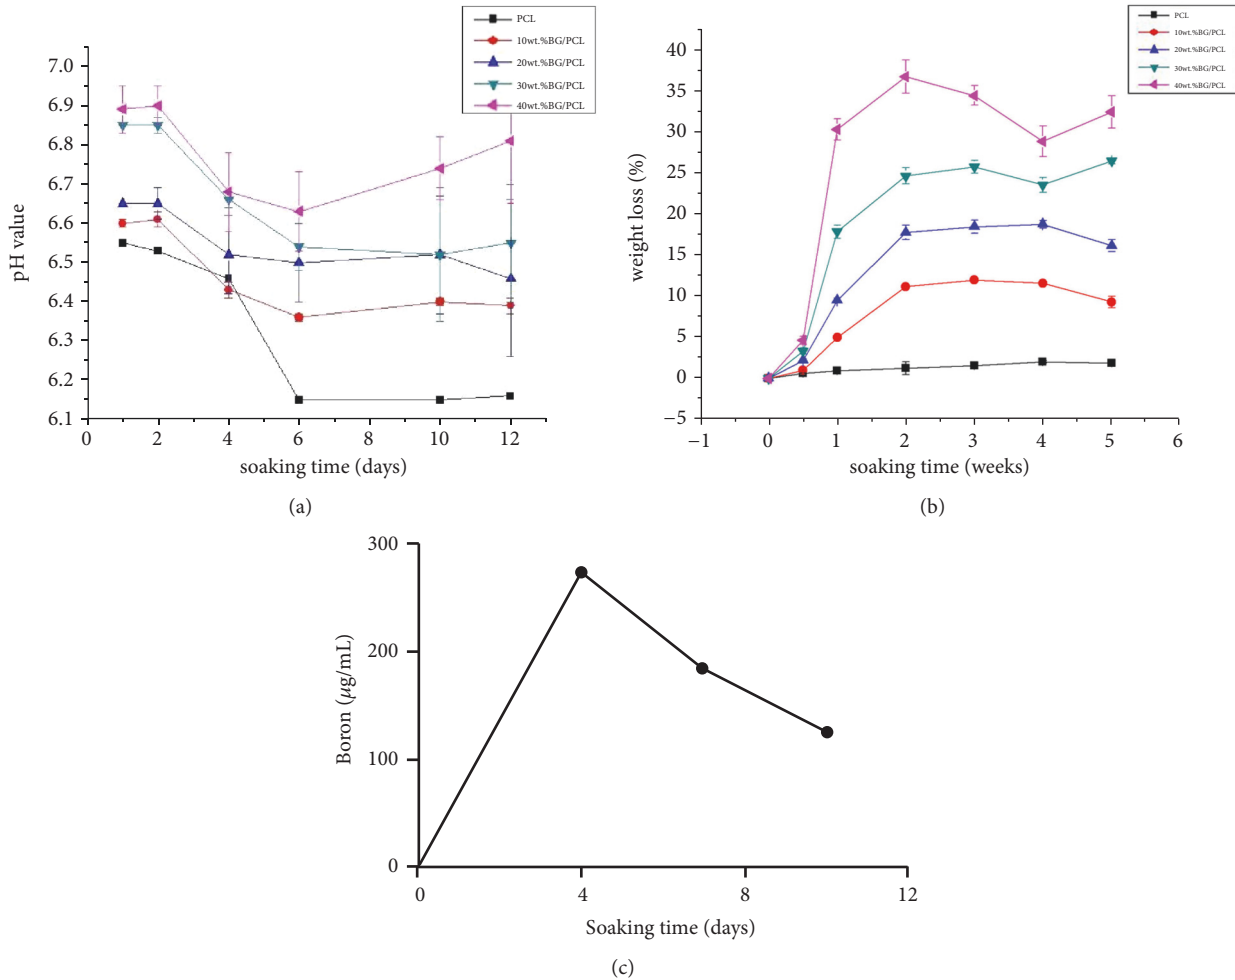 PCL
10wt.%BG/PCL
20wt.%BG/PCL
30wt.%BG/PCL
40wt.%BG/PCL
7.0
6.9
6.8
6.7
6.6
6.5
6.4
6.3
6.2
6.1
pH value
0 2 4 6 8 10 12
soaking time (days)
(a)
PCL
10wt.%BG/PCL
20wt.%BG/PCL
30wt.%BG/PCL
40wt.%BG/PCL
40
35
30
25
20
15
10
5
0
−5
weight loss (%)
−1 0 1 2 3 4 5 6
soaking time (weeks)
(b)
300
200
100
0
Boron (μg/mL)
0 4 8 12
Soaking time (days)
(c)